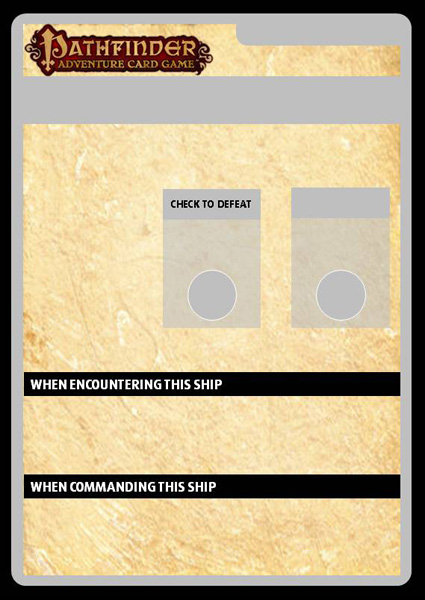 PATHFINDER
ADVENTURE CARD GAME
CHECK TO DEFEAT
WHEN ENCOUNTERING THIS SHIP
WHEN COMMANDING THIS SHIP